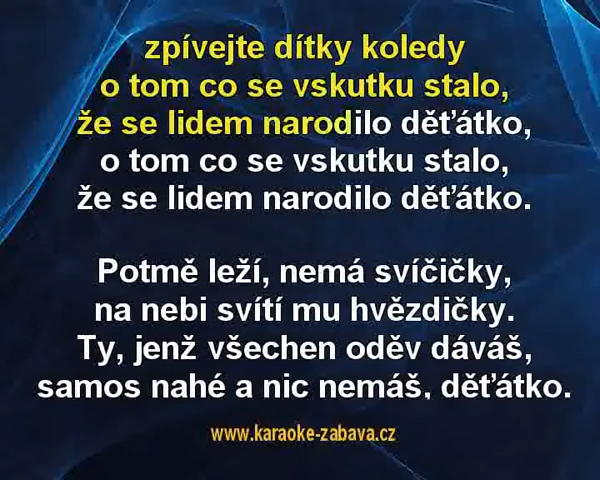 zpívejte dítky koledy
o tom co se vskutku stalo,
že se lidem narodilo děťátko,
o tom co se vskutku stalo,
že se lidem narodilo děťátko.
Potmě leží, nemá svíčičky,
na nebi svítí mu hvězdičky.
Ty, jenž všechen oděv dáváš,
samos nahé a nic nemáš, děťátko.
www.karaoke-zabava.cz